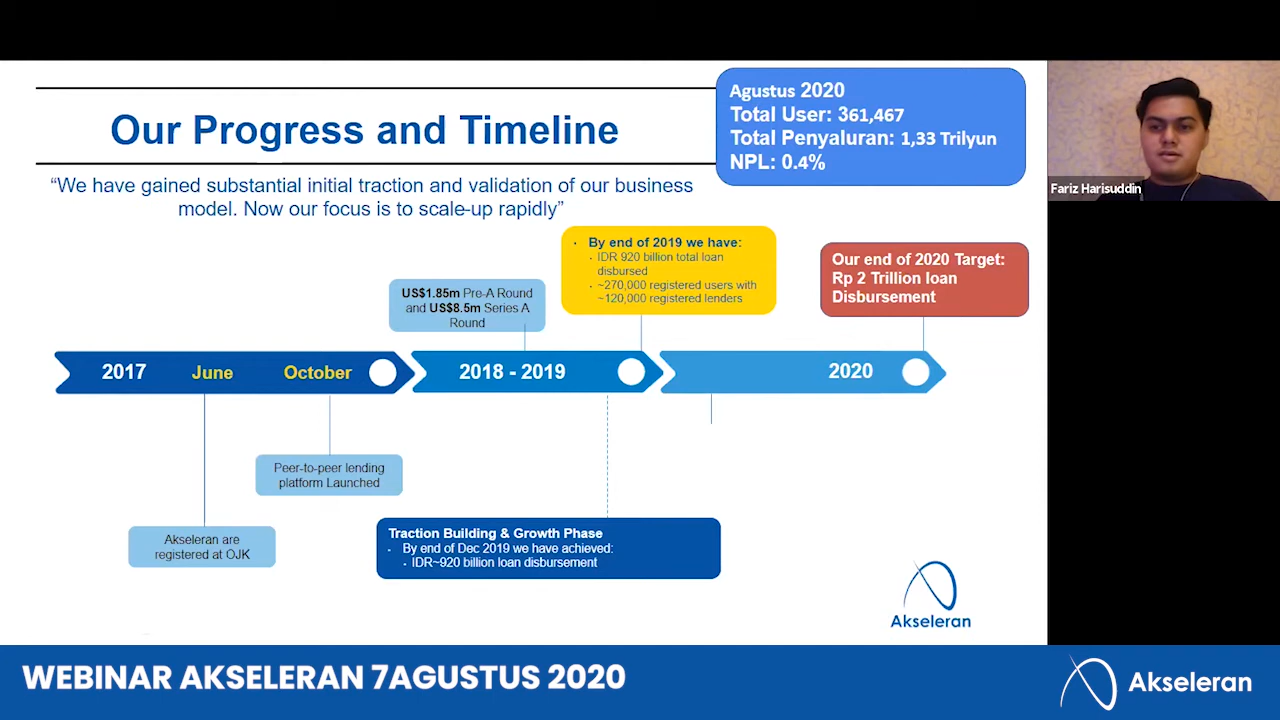 Our Progress and Timeline
Agustus 2020
Total User: 361,467
Total Penyaluran: 1,33 Trilyun
NPL: 0.4%
Fariz Harisuddin
“We have gained substantial initial traction and validation of our business
model. Now our focus is to scale-up rapidly”
US$1.85m Pre-A Round
and US$8.5m Series A
Round
• By end of 2019 we have:
• IDR 920 billion total loan
disbursed
• ~270,000 registered users with
~120,000 registered lenders
Our end of 2020 Target:
Rp 2 Trillion loan
Disbursement
2017 June October
2018 - 2019
2020
Peer-to-peer lending
platform Launched
Akseleran are
registered at OJK
Traction Building & Growth Phase
• By end of Dec 2019 we have achieved:
• IDR~920 billion loan disbursement
Akseleran
WEBINAR AKSELERAN 7AGUSTUS 2020
Akseleran